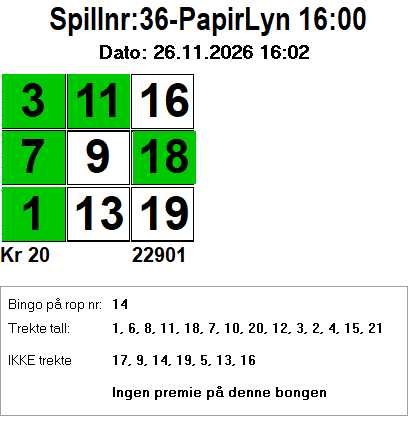 Spillnr:36-PapirLyn 16:00
Dato: 26.11.2026 16:02
3 11 16
7 9 18
1 13 19
Kr 20 22901
Bingo på rop nr: 14
Trekte tall: 1, 6, 8, 11, 18, 7, 10, 20, 12, 3, 2, 4, 15, 21
IKKE trekte 17, 9, 14, 19, 5, 13, 16
Ingen premie på denne bongen